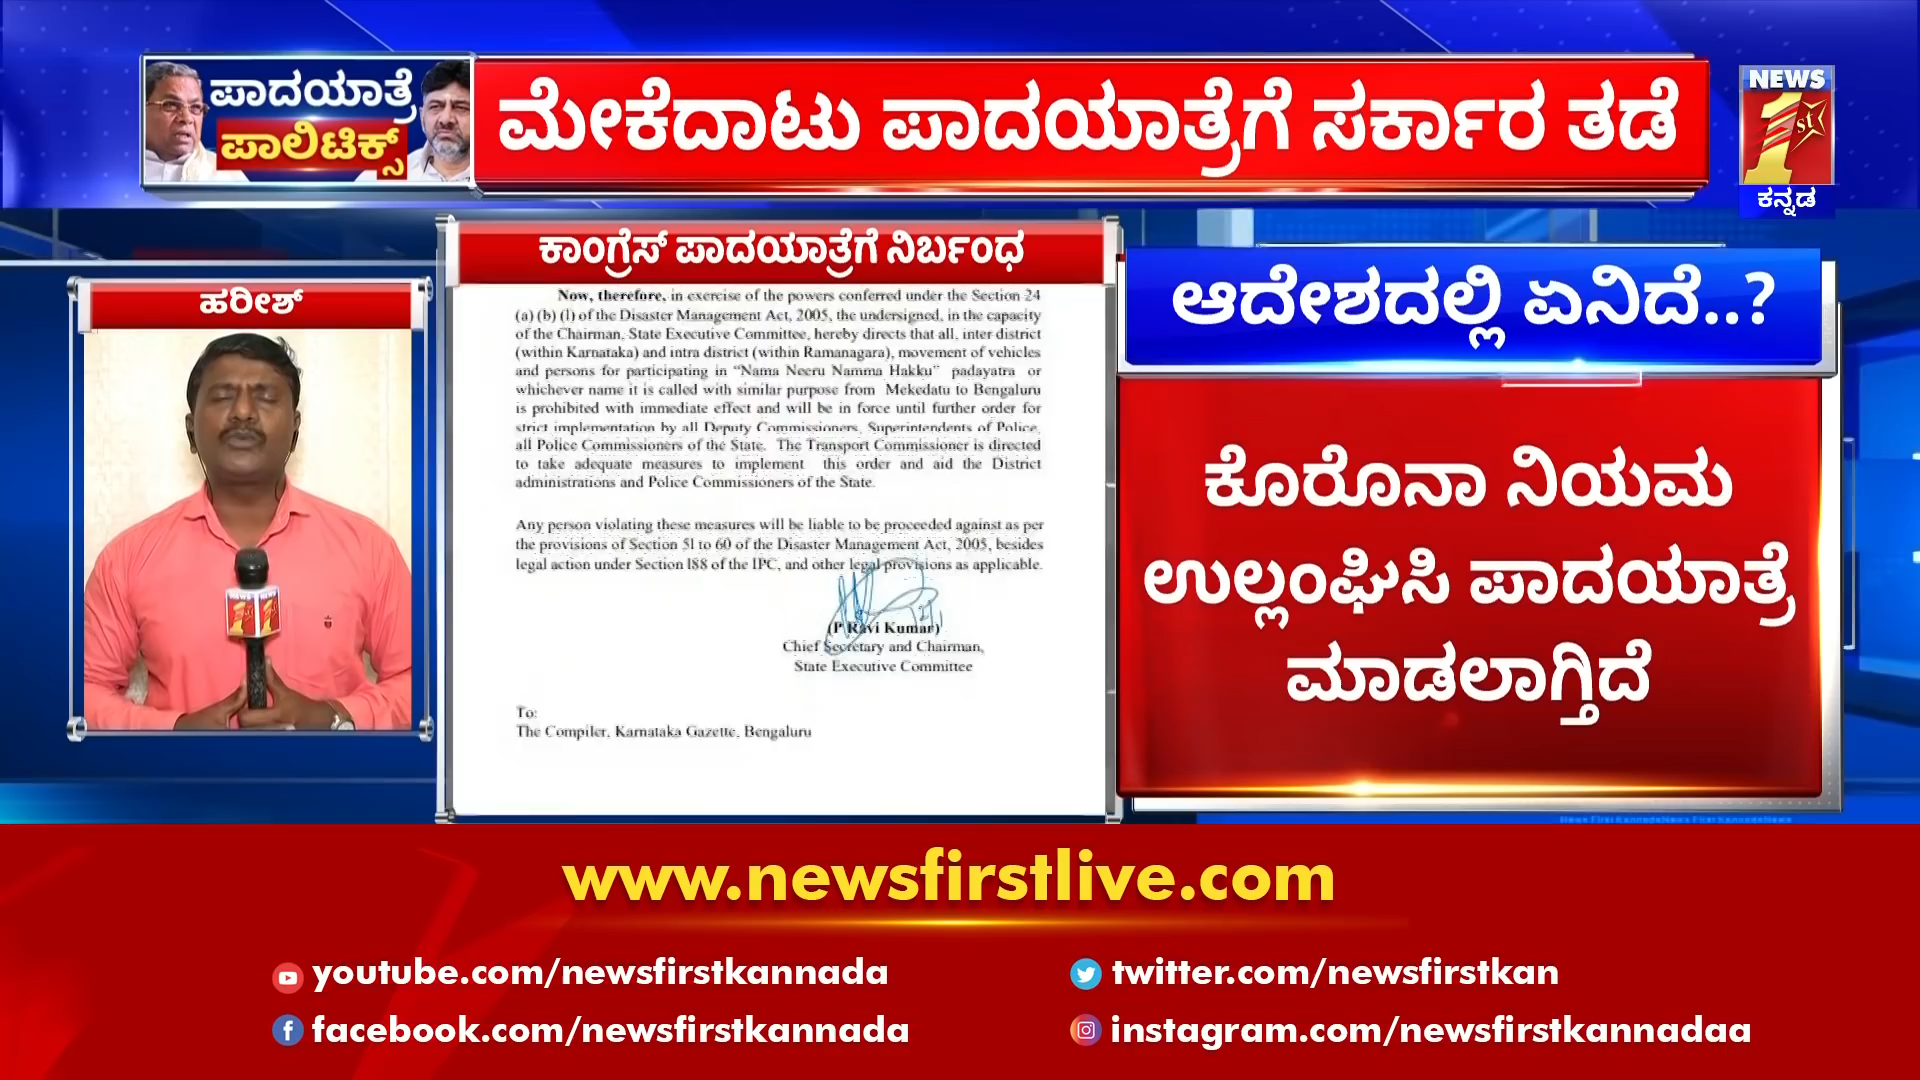 ಪಾದಯಾತ್ರೆ
ಪಾಲಿಟಿಕ್ಸ್
ಮೇಕೆದಾಟು ಪಾದಯಾತ್ರೆಗೆ ಸರ್ಕಾರ ತಡೆ
NEWS
1st
ಕನ್ನಡ
ಹರೀಶ್
NEWS
1st
ಕಾಂಗ್ರೆಸ್ ಪಾದಯಾತ್ರೆಗೆ ನಿರ್ಬಂಧ
Now, therefore, in exercise of the powers conferred under the Section 24
(a) (b) (l) of the Disaster Management Act, 2005, the undersigned, in the capacity
of the Chairman, State Executive Committee, hereby directs that all, inter district
(within Karnataka) and intra district (within Ramanagara), movement of vehicles
and persons for participating in “Nama Neeru Namma Hakku” padayatra or
whichever name it is called with similar purpose from Mekedatu to Bengaluru
is prohibited with immediate effect and will be in force until further order for
strict implementation by all Deputy Commissioners, Superintendents of Police,
all Police Commissioners of the State. The Transport Commissioner is directed
to take adequate measures to implement this order and aid the District
administrations and Police Commissioners of the State.
Any person violating these measures will be liable to be proceeded against as per
the provisions of Section 51 to 60 of the Disaster Management Act, 2005, besides
legal action under Section 188 of the IPC, and other legal provisions as applicable.
(P Ravi Kumar)
Chief Secretary and Chairman,
State Executive Committee
To:
The Compiler, Karnataka Gazette, Bengaluru
ಆದೇಶದಲ್ಲಿ ಏನಿದೆ..?
ಕೊರೊನಾ ನಿಯಮ
ಉಲ್ಲಂಘಿಸಿ ಪಾದಯಾತ್ರೆ
ಮಾಡಲಾಗ್ತಿದೆ
www.newsfirstlive.com
youtube.com/newsfirstkannada
twitter.com/newsfirstkan
facebook.com/newsfirstkannada
instagram.com/newsfirstkannadaa